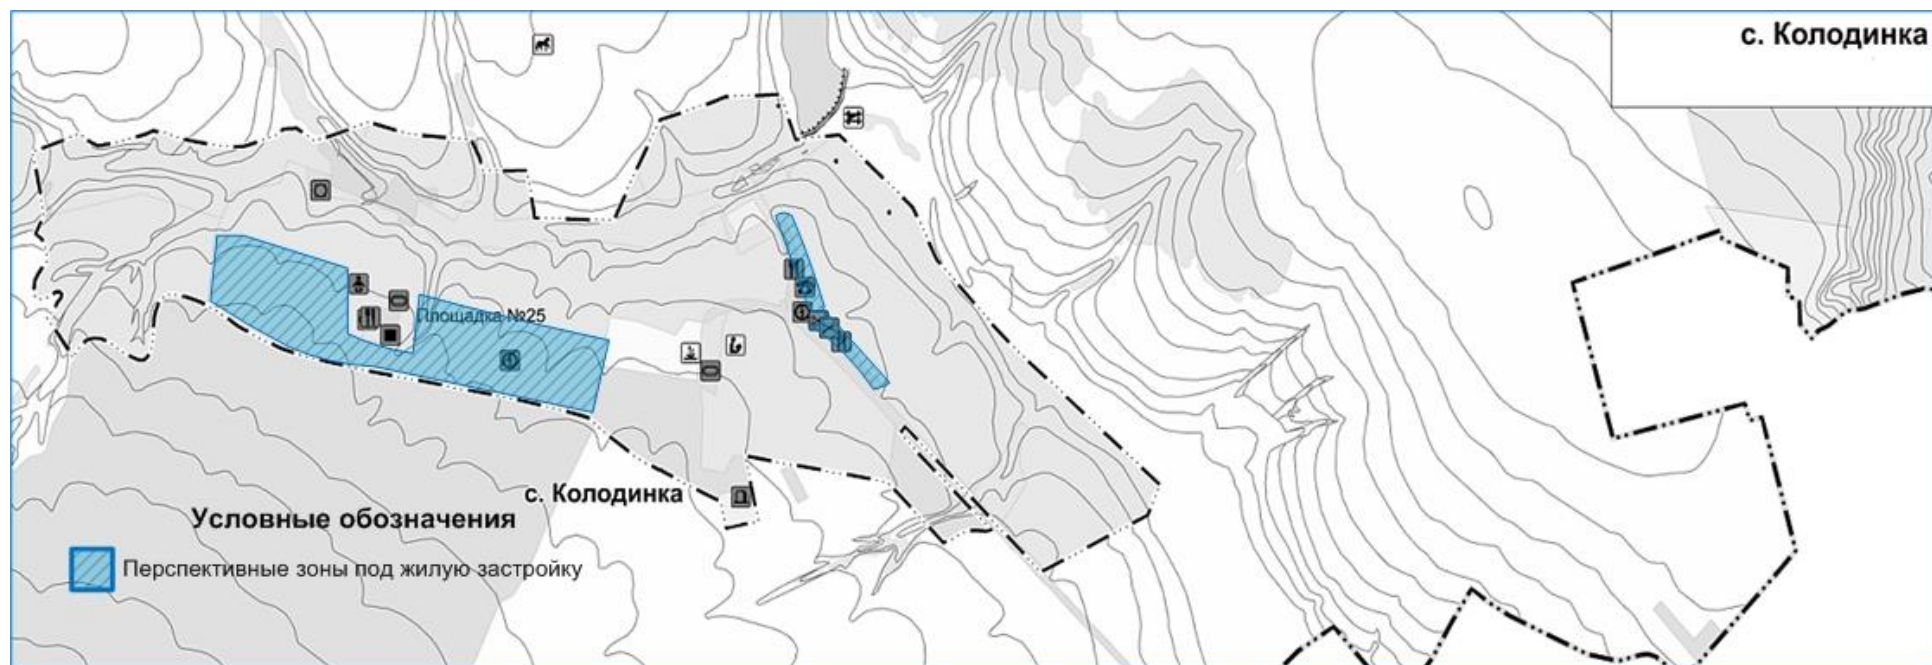 с. Колодинка
Площадка №25
с. Колодинка
Условные обозначения
Перспективные зоны под жилую застройку